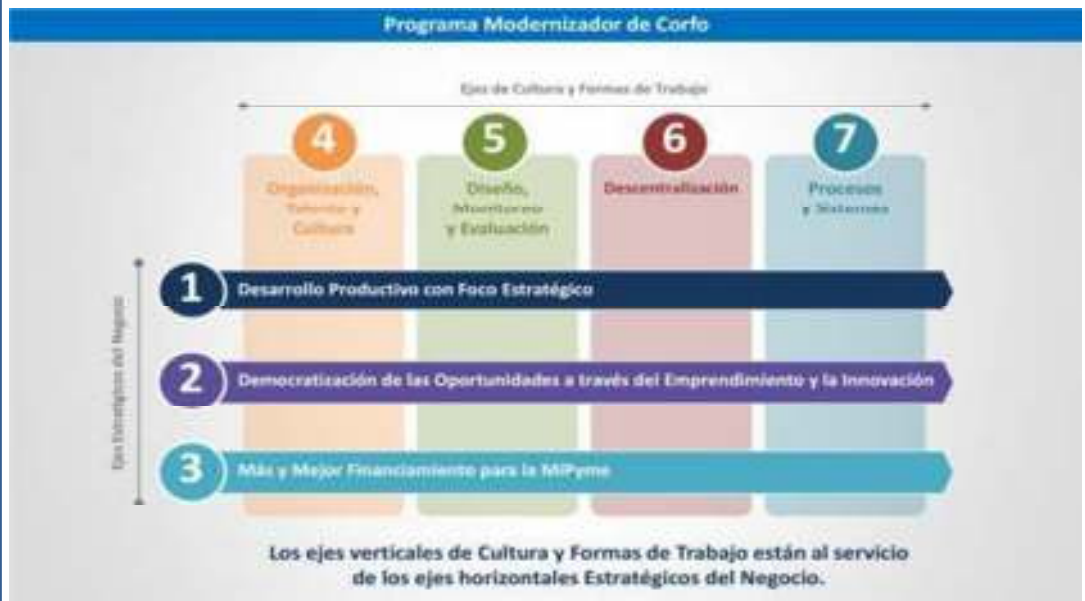 Programa Modernizador de Corfo
Ejes de Cultura y Formas de Trabajo
4
5
6
7
Organización,
Talento y
Cultura
Diseño,
Monitoreo
y Evaluación
Descentralización
Procesos
y Sistemas
Ejes Estratégicos del Negocio
1
Desarrollo Productivo con Foco Estratégico
2
Democratización de las Oportunidades a través del Emprendimiento y la Innovación
3
Más y Mejor Financiamiento para la MiPyme
Los ejes verticales de Cultura y Formas de Trabajo están al servicio
de los ejes horizontales Estratégicos del Negocio.